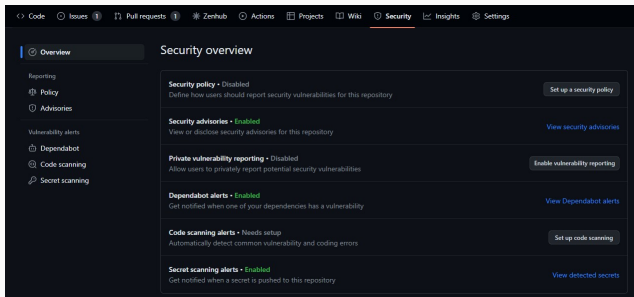 Code Issues 1 Pull requests 1 Zenhub Actions Projects Wiki Security Insights Settings
Overview
Reporting
Policy
Advisories
Vulnerability alerts
Dependabot
Code scanning
Secret scanning
Security overview
Security policy • Disabled
Define how users should report security vulnerabilities for this repository
Set up a security policy
Security advisories • Enabled
View or disclose security advisories for this repository
View security advisories
Private vulnerability reporting • Disabled
Allow users to privately report potential security vulnerabilities
Enable vulnerability reporting
Dependabot alerts • Enabled
Get notified when one of your dependencies has a vulnerability
View Dependabot alerts
Code scanning alerts • Needs setup
Automatically detect common vulnerability and coding errors
Set up code scanning
Secret scanning alerts • Enabled
Get notified when a secret is pushed to this repository
View detected secrets